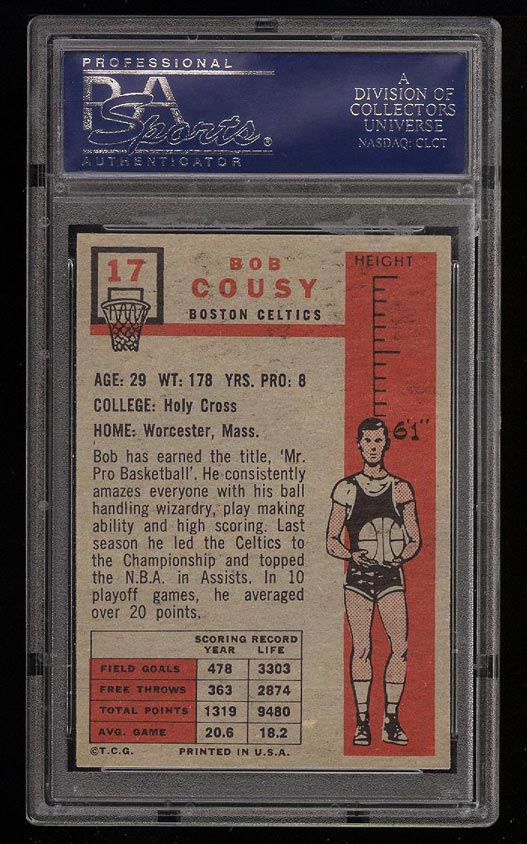 PROFESSIONAL
PSA
Sports®
AUTHENTICATOR
A
DIVISION OF
COLLECTORS
UNIVERSE
NASDAQ: CLCT
17
BOB
COUSY
BOSTON CELTICS
HEIGHT
6'1"
AGE: 29 WT: 178 YRS. PRO: 8
COLLEGE: Holy Cross
HOME: Worcester, Mass.
Bob has earned the title, 'Mr.
Pro Basketball'. He consistently
amazes everyone with his ball
handling wizardry, play making
ability and high scoring. Last
season he led the Celtics to
the Championship and topped
the N.B.A. in Assists. In 10
playoff games, he averaged
over 20 points.
SCORING RECORD
YEAR LIFE
FIELD GOALS 478 3303
FREE THROWS 363 2874
TOTAL POINTS 1319 9480
AVG. GAME 20.6 18.2
©T.C.G. PRINTED IN U.S.A.